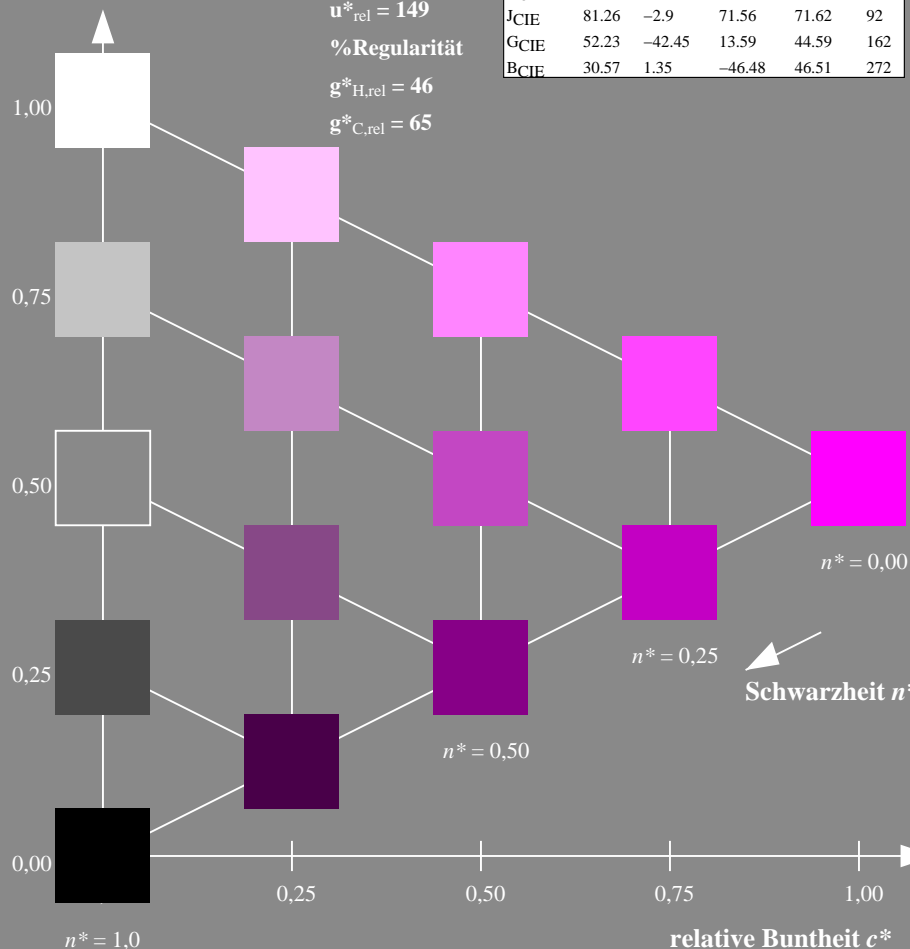 u*rel = 149
%Regularität
g*H,rel = 46
g*C,rel = 65
JCIE 81.26 −2.9 71.56 71.62 92
GCIE 52.23 −42.45 13.59 44.59 162
BCIE 30.57 1.35 −46.48 46.51 272
1,00
0,75
0,50
n* = 0,00
n* = 0,25
0,25
Schwarzheit n*
n* = 0,50
0,00
0,25 0,50 0,75 1,00
n* = 1,0
relative Buntheit c*